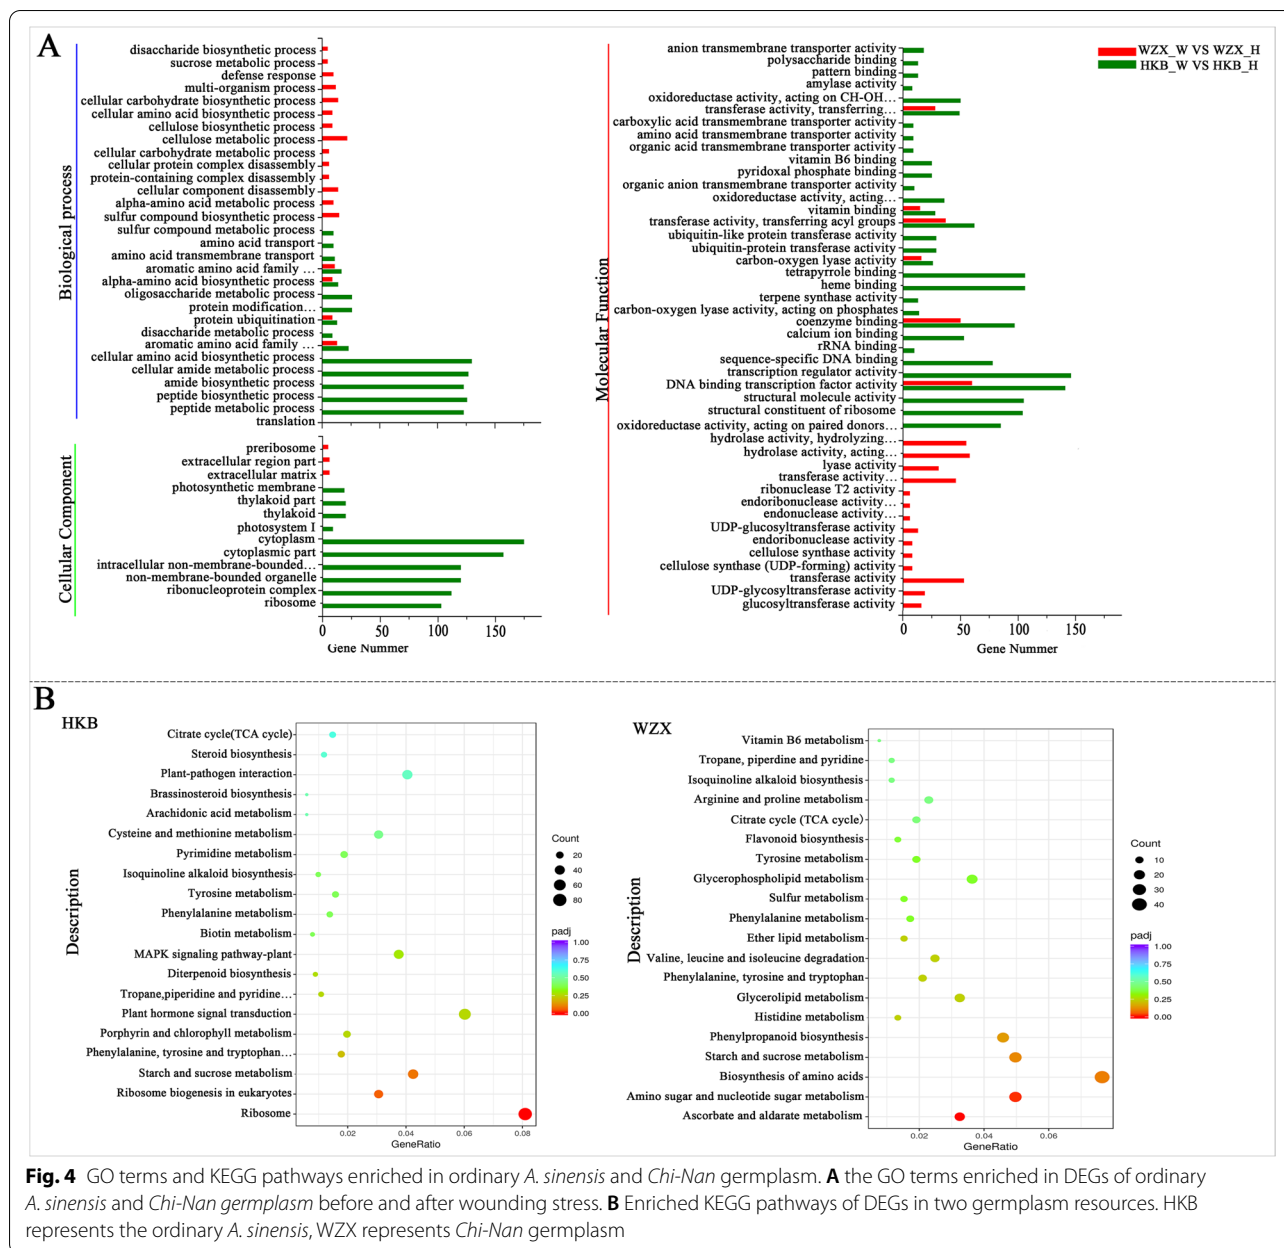 A
WZX_W VS WZX_H
HKB_W VS HKB_H
Biological process
disaccharide biosynthetic process
sucrose metabolic process
defense response
multi-organism process
cellular carbohydrate biosynthetic process
cellular amino acid biosynthetic process
cellulose biosynthetic process
cellulose metabolic process
cellular carbohydrate metabolic process
cellular protein complex disassembly
protein-containing complex disassembly
cellular component disassembly
alpha-amino acid metabolic process
sulfur compound biosynthetic process
sulfur compound metabolic process
amino acid transport
amino acid transmembrane transport
aromatic amino acid family ...
alpha-amino acid biosynthetic process
oligosaccharide metabolic process
protein modification...
protein ubiquitination
disaccharide metabolic process
aromatic amino acid family ...
cellular amino acid biosynthetic process
cellular amide metabolic process
amide biosynthetic process
peptide biosynthetic process
peptide metabolic process
translation
Cellular Component
preribosome
extracellular region part
extracellular matrix
photosynthetic membrane
thylakoid part
thylakoid
photosystem I
cytoplasm
cytoplasmic part
intracellular non-membrane-bounded...
non-membrane-bounded organelle
ribonucleoprotein complex
ribosome
0 50 100 150
Gene Nummer
Molecular Function
anion transmembrane transporter activity
polysaccharide binding
pattern binding
amylase activity
oxidoreductase activity, acting on CH-OH...
transferase activity, transferring...
carboxylic acid transmembrane transporter activity
amino acid transmembrane transporter activity
organic acid transmembrane transporter activity
vitamin B6 binding
pyridoxal phosphate binding
organic anion transmembrane transporter activity
oxidoreductase activity, acting...
vitamin binding
transferase activity, transferring acyl groups
ubiquitin-like protein transferase activity
ubiquitin-protein transferase activity
carbon-oxygen lyase activity
tetrapyrrole binding
heme binding
terpene synthase activity
carbon-oxygen lyase activity, acting on phosphates
coenzyme binding
calcium ion binding
rRNA binding
sequence-specific DNA binding
transcription regulator activity
DNA binding transcription factor activity
structural molecule activity
structural constituent of ribosome
oxidoreductase activity, acting on paired donors...
hydrolase activity, hydrolyzing...
hydrolase activity, acting...
lyase activity
transferase activity...
ribonuclease T2 activity
endoribonuclease activity...
endonuclease activity...
UDP-glucosyltransferase activity
endoribonuclease activity
cellulose synthase activity
cellulose synthase (UDP-forming) activity
transferase activity
UDP-glycosyltransferase activity
glucosyltransferase activity
0 50 100 150
Gene Nummer
B
HKB
Description
Citrate cycle(TCA cycle)
Steroid biosynthesis
Plant-pathogen interaction
Brassinosteroid biosynthesis
Arachidonic acid metabolism
Cysteine and methionine metabolism
Pyrimidine metabolism
Isoquinoline alkaloid biosynthesis
Tyrosine metabolism
Phenylalanine metabolism
Biotin metabolism
MAPK signaling pathway-plant
Diterpenoid biosynthesis
Tropane,piperidine and pyridine...
Plant hormone signal transduction
Porphyrin and chlorophyll metabolism
Phenylalanine, tyrosine and tryptophan...
Starch and sucrose metabolism
Ribosome biogenesis in eukaryotes
Ribosome
0.02 0.04 0.06 0.08
GeneRatio
Count
20
40
60
80
padj
1.00
0.75
0.50
0.25
0.00
WZX
Description
Vitamin B6 metabolism
Tropane, piperdine and pyridine
Isoquinoline alkaloid biosynthesis
Arginine and proline metabolism
Citrate cycle (TCA cycle)
Flavonoid biosynthesis
Tyrosine metabolism
Glycerophospholipid metabolism
Sulfur metabolism
Phenylalanine metabolism
Ether lipid metabolism
Valine, leucine and isoleucine degradation
Phenylalanine, tyrosine and tryptophan
Glycerolipid metabolism
Histidine metabolism
Phenylpropanoid biosynthesis
Starch and sucrose metabolism
Biosynthesis of amino acids
Amino sugar and nucleotide sugar metabolism
Ascorbate and aldarate metabolism
0.02 0.04 0.06
GeneRatio
Count
10
20
30
40
padj
1.00
0.75
0.50
0.25
0.00
Fig. 4 GO terms and KEGG pathways enriched in ordinary A. sinensis and Chi-Nan germplasm. A the GO terms enriched in DEGs of ordinary
A. sinensis and Chi-Nan germplasm before and after wounding stress. B Enriched KEGG pathways of DEGs in two germplasm resources. HKB
represents the ordinary A. sinensis, WZX represents Chi-Nan germplasm